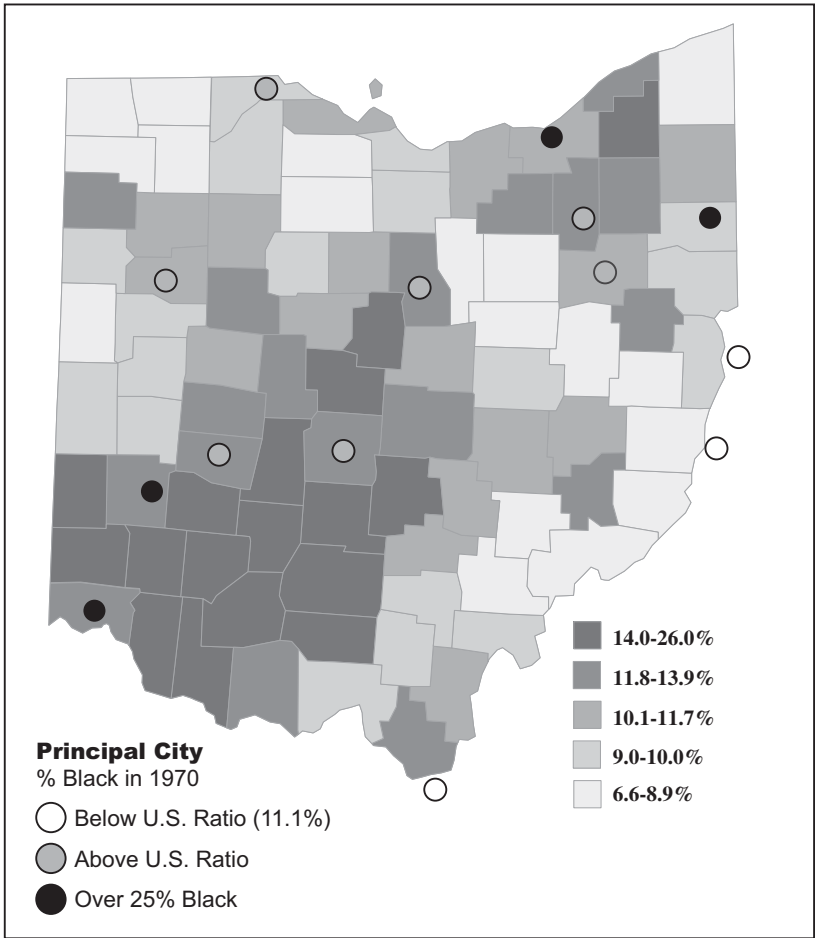 14.0-26.0%
11.8-13.9%
10.1-11.7%
9.0-10.0%
6.6-8.9%
Principal City
% Black in 1970
Below U.S. Ratio (11.1%)
Above U.S. Ratio
Over 25% Black